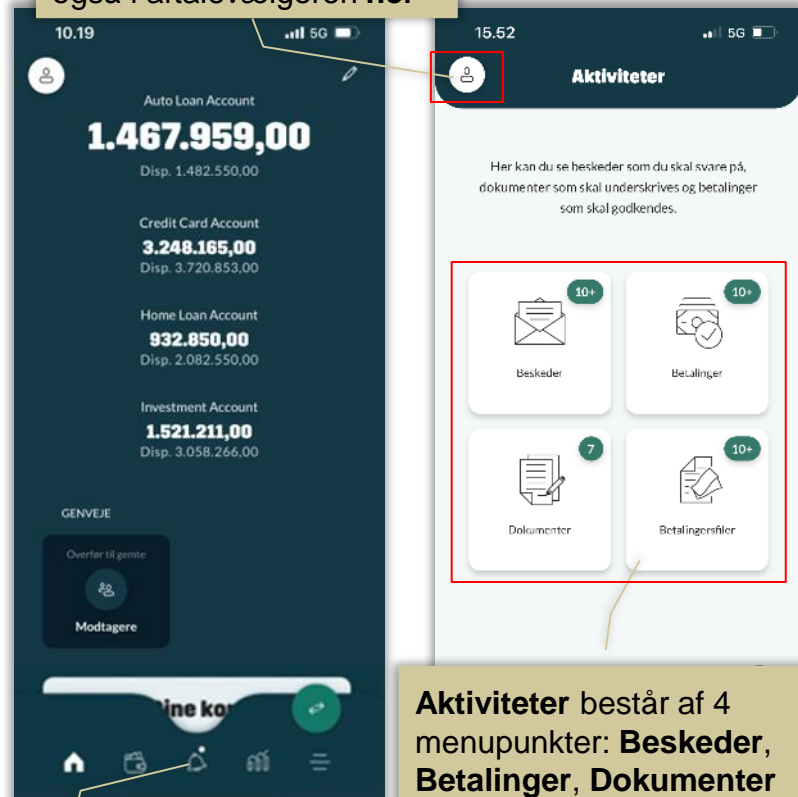 også i aftalevælgeren her
10.19
5G
Auto Loan Account
1.467.959,00
Disp. 1.482.550,00
Credit Card Account
3.248.165,00
Disp. 3.720.853,00
Home Loan Account
932.850,00
Disp. 2.082.550,00
Investment Account
1.521.211,00
Disp. 3.058.266,00
GENVEJE
Overfør til gemte
Modtagere
15.52
5G
Aktiviteter
Her kan du se beskeder som du skal svare på,
dokumenter som skal underskrives og betalinger
som skal godkendes.
10+
Beskeder
10+
Betalinger
7
Dokumenter
10+
Betalingersfiler
Aktiviteter består af 4
menupunkter: Beskeder,
Betalinger, Dokumenter